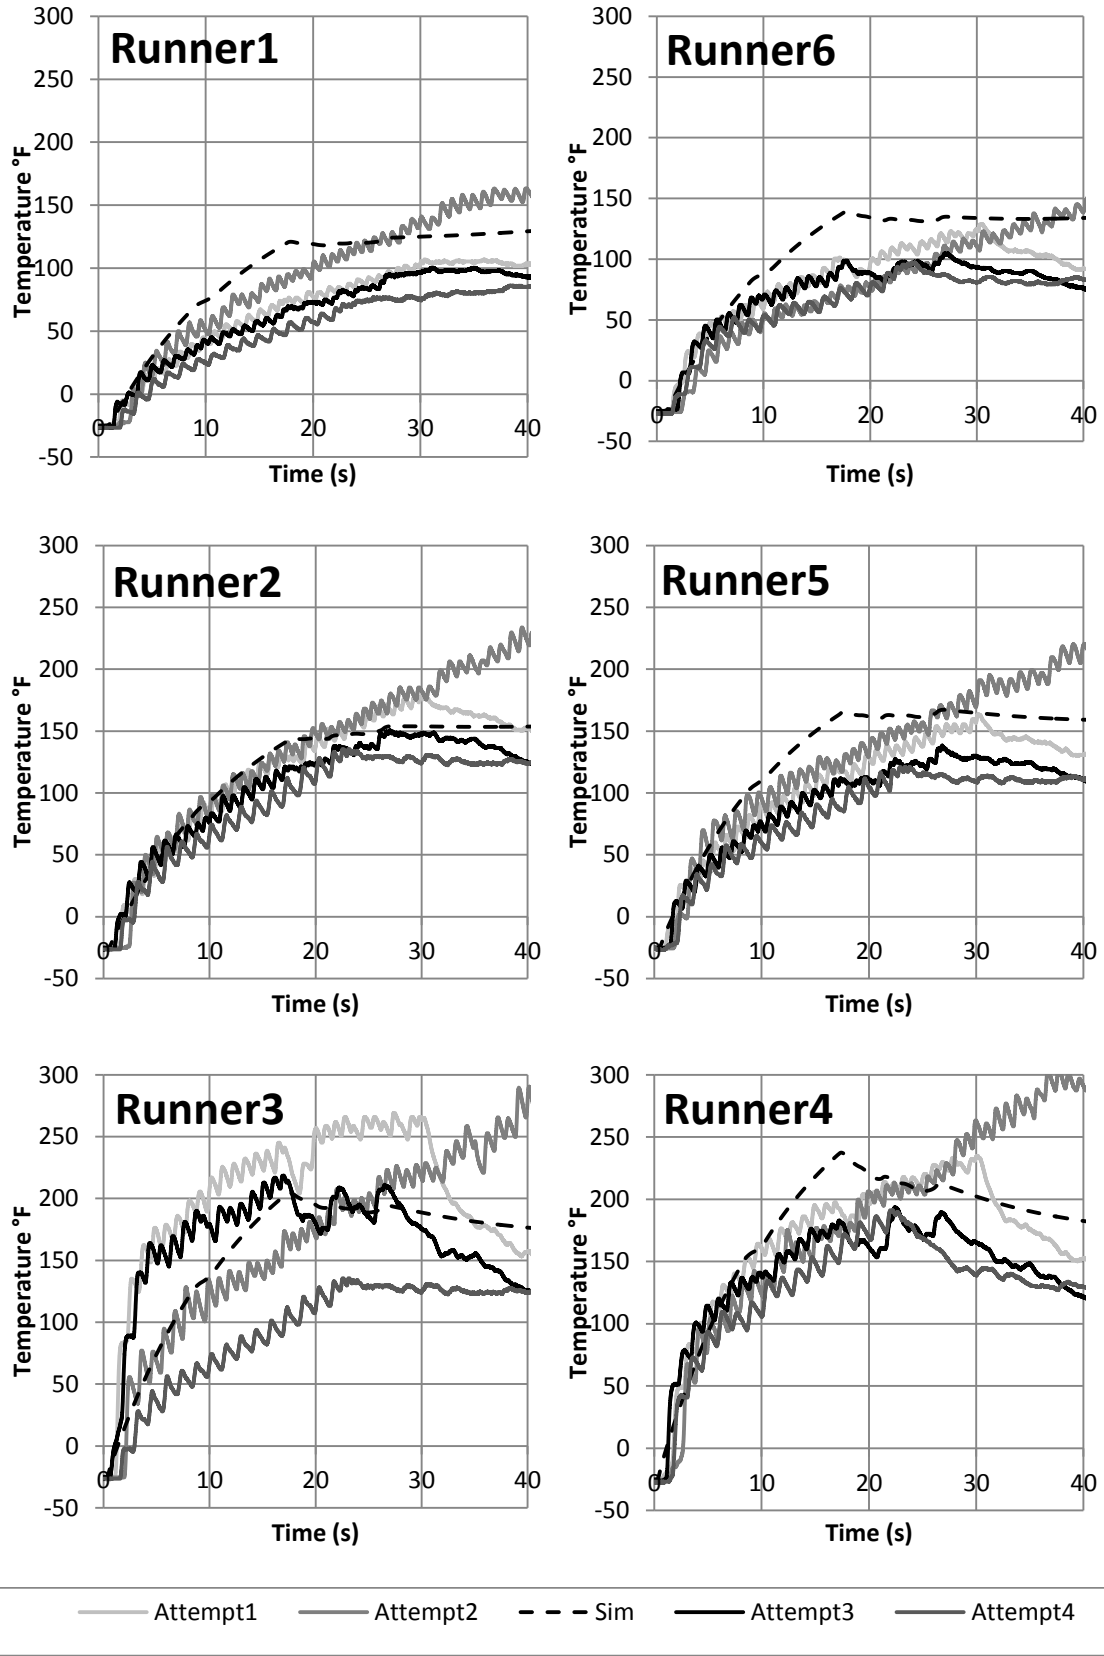 Runner1
Temperature °F
300
250
200
150
100
50
0
-50
0 10 20 30 40
Time (s)
Runner6
Temperature °F
300
250
200
150
100
50
0
-50
0 10 20 30 40
Time (s)
Runner2
Temperature °F
300
250
200
150
100
50
0
-50
0 10 20 30 40
Time (s)
Runner5
Temperature °F
300
250
200
150
100
50
0
-50
0 10 20 30 40
Time (s)
Runner3
Temperature °F
300
250
200
150
100
50
0
-50
0 10 20 30 40
Time (s)
Runner4
Temperature °F
300
250
200
150
100
50
0
-50
0 10 20 30 40
Time (s)
Attempt1 Attempt2 Sim Attempt3 Attempt4